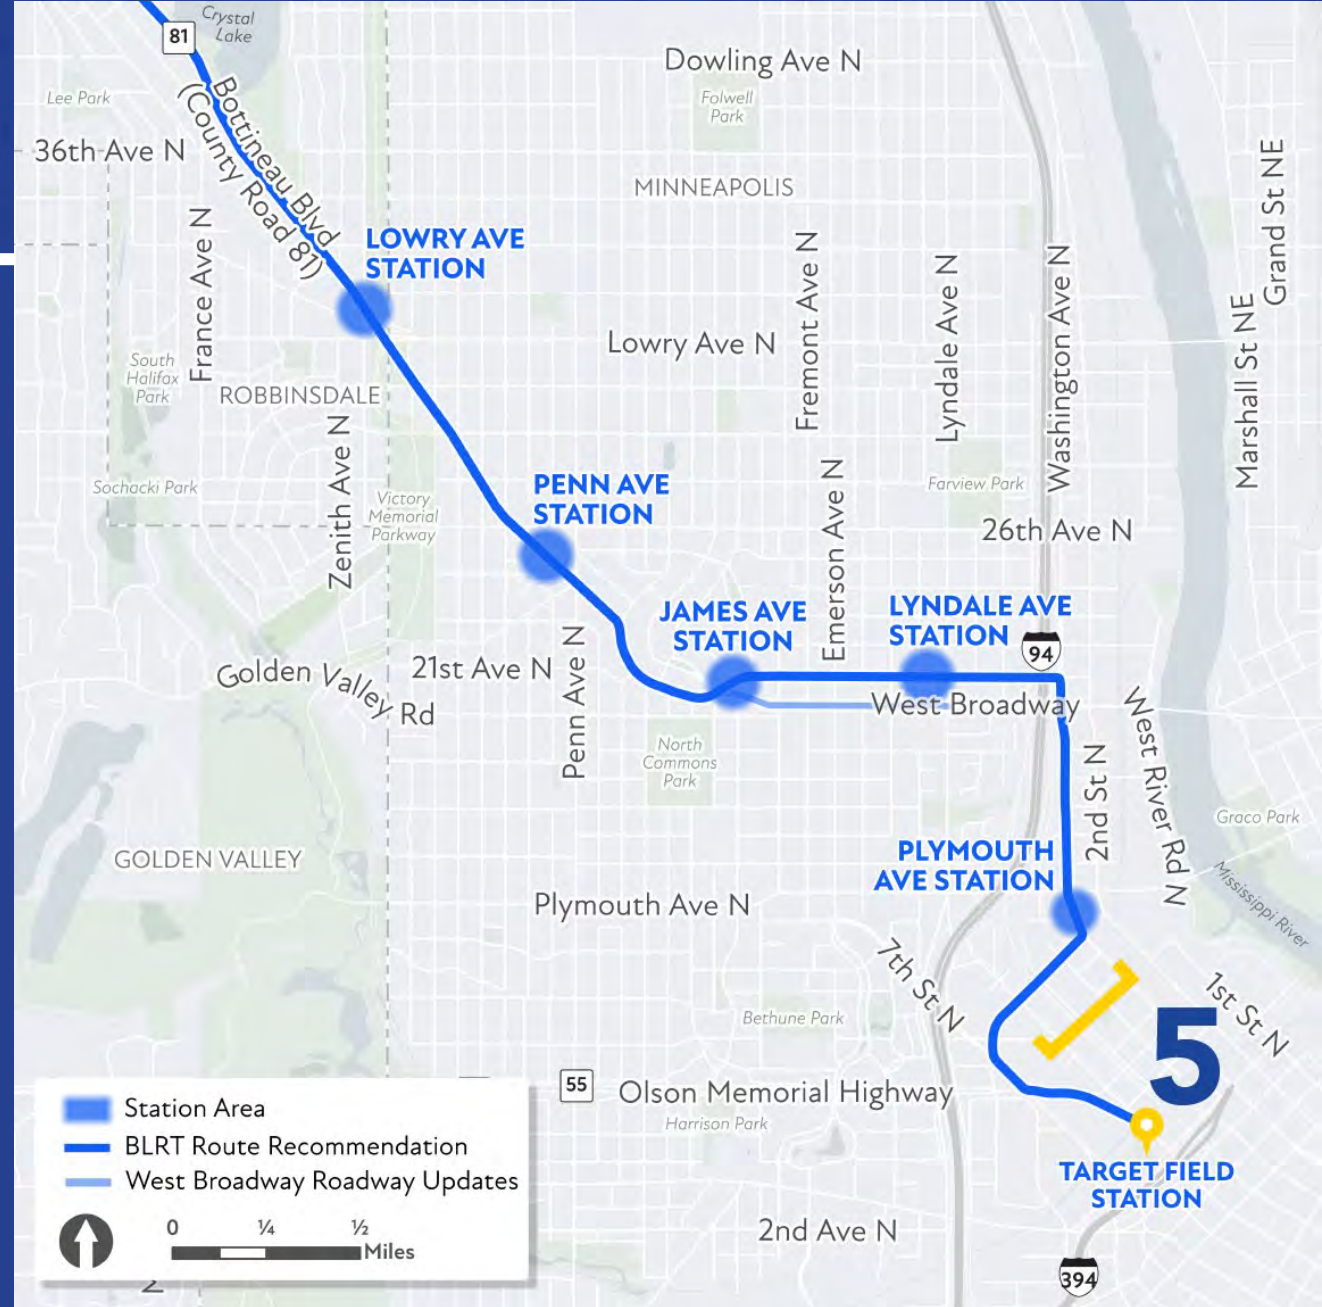 Crystal
Lake
81
Dowling Ave N
Lee Park
Folwell
Park
Bottineau Blvd
(County Road 81)
36th Ave N
MINNEAPOLIS
Grand St NE
LOWRY AVE
STATION
France Ave N
Fremont Ave N
Lyndale Ave N
Washington Ave N
Marshall St NE
Lowry Ave N
South
Halifax
Park
ROBBINSDALE
Zenith Ave N
Sochacki Park
Victory
Memorial
Parkway
PENN AVE
STATION
Farview Park
Emerson Ave N
26th Ave N
JAMES AVE
STATION
LYNDALE AVE
STATION
94
Golden Valley Rd
21st Ave N
Penn Ave N
West Broadway
West River Rd N
North
Commons
Park
2nd St N
Graco Park
GOLDEN VALLEY
PLYMOUTH
AVE STATION
Mississippi River
Plymouth Ave N
7th St N
1st St N
Bethune Park
5
55
Olson Memorial Highway
Harrison Park
TARGET FIELD
STATION
2nd Ave N
394
Station Area
BLRT Route Recommendation
West Broadway Roadway Updates
0 ¼ ½
Miles
N